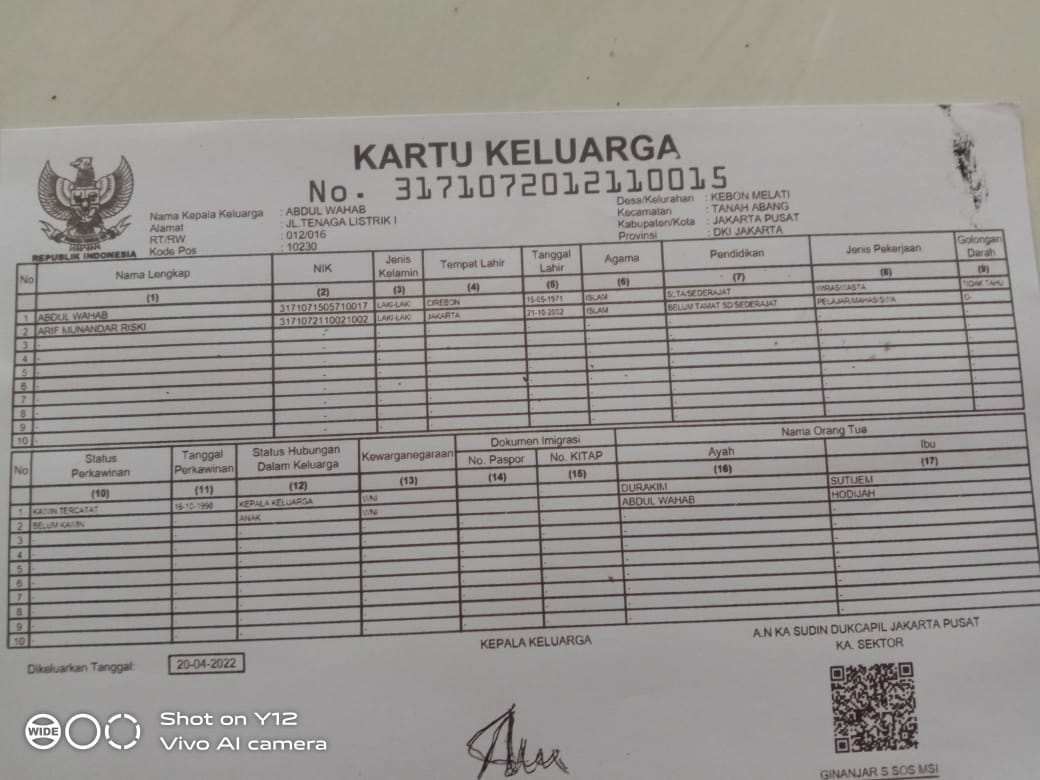 KARTU KELUARGA
No. 3171072012110015
REPUBLIK INDONESIA
Nama Kepala Keluarga : ABDUL WAHAB
Alamat : JL.TENAGA LISTRIK I
RT/RW : 012/016
Kode Pos : 10230
Desa/Kelurahan : KEBON MELATI
Kecamatan : TANAH ABANG
Kabupaten/Kota : JAKARTA PUSAT
Provinsi : DKI JAKARTA
No Nama Lengkap NIK Jenis Kelamin Tempat Lahir Tanggal Lahir Agama Pendidikan Jenis Pekerjaan Golongan Darah
(1) (2) (3) (4) (5) (6) (7) (8) (9)
1 ABDUL WAHAB 3171071505710017 LAKI-LAKI CIREBON 15-05-1971 ISLAM SLTA/SEDERAJAT WIRASWASTA TIDAK TAHU
2 ARIF MUNANDAR RISKI 3171072110021002 LAKI-LAKI JAKARTA 21-10-2002 ISLAM BELUM TAMAT SD/SEDERAJAT PELAJAR/MAHASISWA
3 - - - - - - - - -
4 - - - - - - - - -
5 - - - - - - - - -
6 - - - - - - - - -
7 - - - - - - - - -
8 - - - - - - - - -
9 - - - - - - - - -
10 - - - - - - - - -
No Status Perkawinan Tanggal Perkawinan Status Hubungan Dalam Keluarga Kewarganegaraan Dokumen Imigrasi Nama Orang Tua
No. Paspor No. KITAP Ayah Ibu
(10) (11) (12) (13) (14) (15) (16) (17)
1 KAWIN TERCATAT 16-10-1998 KEPALA KELUARGA WNI - - DURAKIM SUTIJEM
2 BELUM KAWIN - ANAK WNI - - ABDUL WAHAB HODIJAH
3 - - - - - - - -
4 - - - - - - - -
5 - - - - - - - -
6 - - - - - - - -
7 - - - - - - - -
8 - - - - - - - -
9 - - - - - - - -
10 - - - - - - - -
Dikeluarkan Tanggal: 20-04-2022
KEPALA KELUARGA
A.N KA SUDIN DUKCAPIL JAKARTA PUSAT
KA. SEKTOR
GINANJAR S SOS MSI
WIDE
Shot on Y12
Vivo AI camera